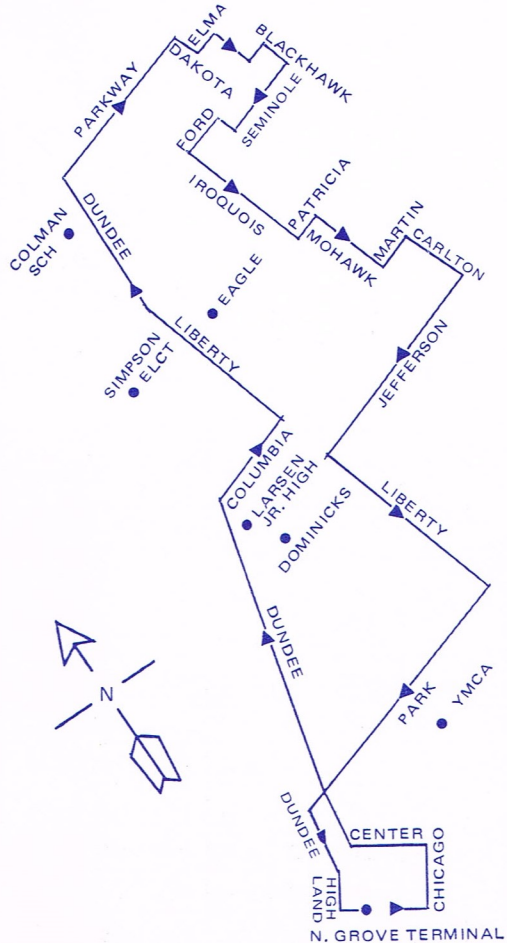 ELMA
DAKOTA
BLACKHAWK
SEMINOLE
PARKWAY
FORD
IROQUOIS
PATRICIA
MOHAWK
MARTIN
CARLTON
DUNDEE
COLMAN
SCH
EAGLE
LIBERTY
SIMPSON
ELCT
JEFFERSON
COLUMBIA
LARSEN
JR. HIGH
DOMINICKS
LIBERTY
DUNDEE
N
PARK
YMCA
DUNDEE
CENTER
CHICAGO
HIGH
LAND
N. GROVE TERMINAL